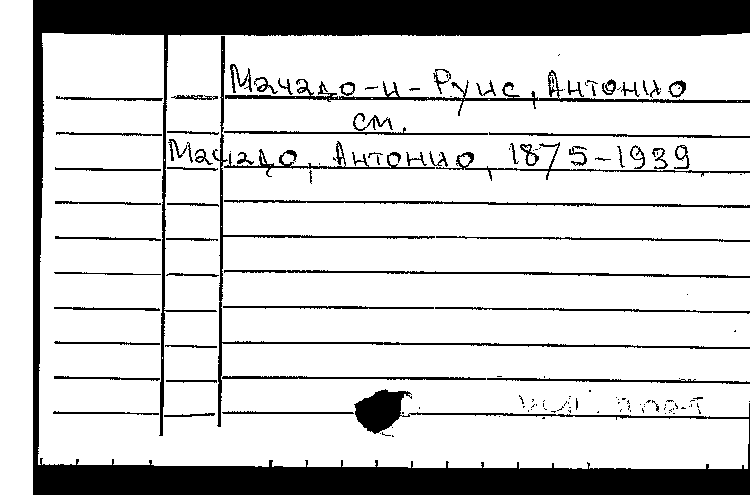 Мачадо-и-Руис, Антонио
см.
Мачадо, Антонио, 1875-1939